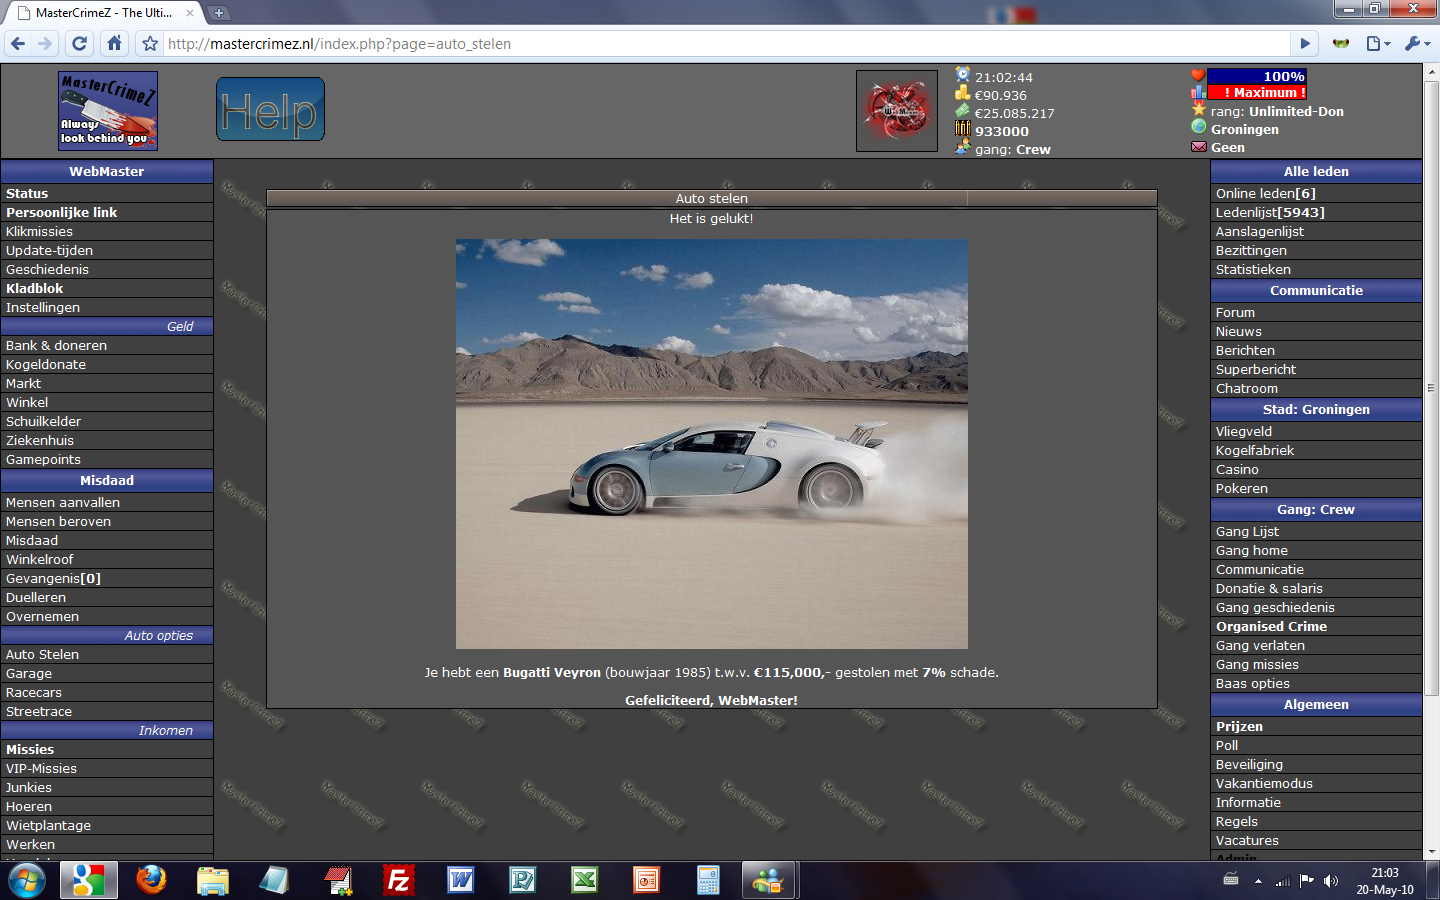 MasterCrimeZ - The Ulti...
http://mastercrimez.nl/index.php?page=auto_stelen
MasterCrimeZ
Always
look behind you
Help
21:02:44
€90.936
€25.085.217
933000
gang: Crew
100%
! Maximum !
rang: Unlimited-Don
Groningen
Geen
WebMaster
Status
Persoonlijke link
Klikmissies
Update-tijden
Geschiedenis
Kladblok
Instellingen
Geld
Bank & doneren
Kogeldonate
Markt
Winkel
Schuilkelder
Ziekenhuis
Gamepoints
Misdaad
Mensen aanvallen
Mensen beroven
Misdaad
Winkelroof
Gevangenis[0]
Duelleren
Overnemen
Auto opties
Auto Stelen
Garage
Racecars
Streetrace
Inkomen
Missies
VIP-Missies
Junkies
Hoeren
Wietplantage
Werken
Auto stelen
Het is gelukt!
Je hebt een Bugatti Veyron (bouwjaar 1985) t.w.v. €115,000,- gestolen met 7% schade.
Gefeliciteerd, WebMaster!
Alle leden
Online leden[6]
Ledenlijst[5943]
Aanslagenlijst
Bezittingen
Statistieken
Communicatie
Forum
Nieuws
Berichten
Superbericht
Chatroom
Stad: Groningen
Vliegveld
Kogelfabriek
Casino
Pokeren
Gang: Crew
Gang Lijst
Gang home
Communicatie
Donatie & salaris
Gang geschiedenis
Organised Crime
Gang verlaten
Gang missies
Baas opties
Algemeen
Prijzen
Poll
Beveiliging
Vakantiemodus
Informatie
Regels
Vacatures
Admin
21:03
20-May-10